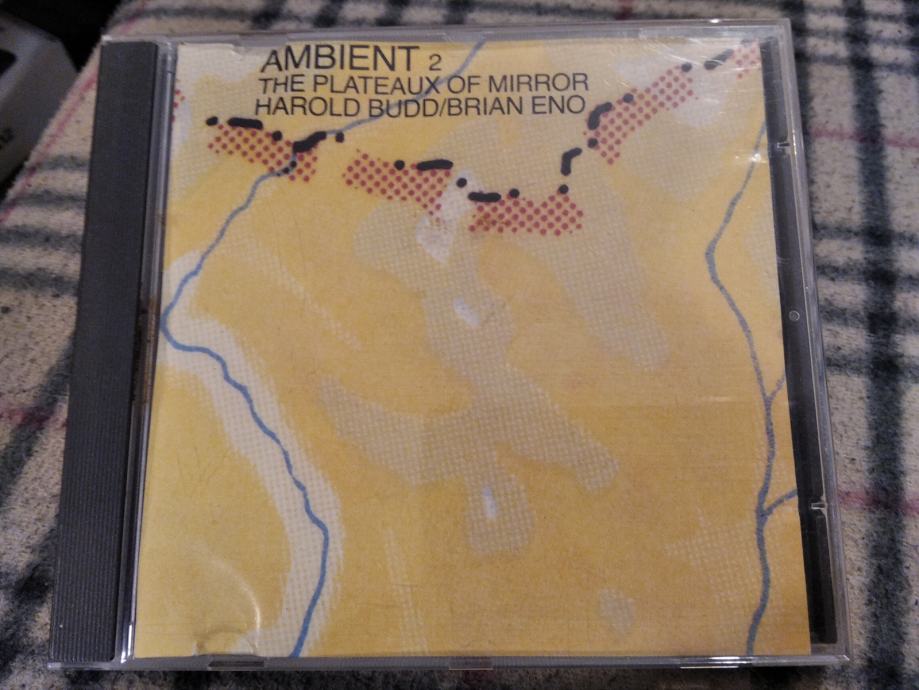 AMBIENT 2
THE PLATEAUX OF MIRROR
HAROLD BUDD/BRIAN ENO